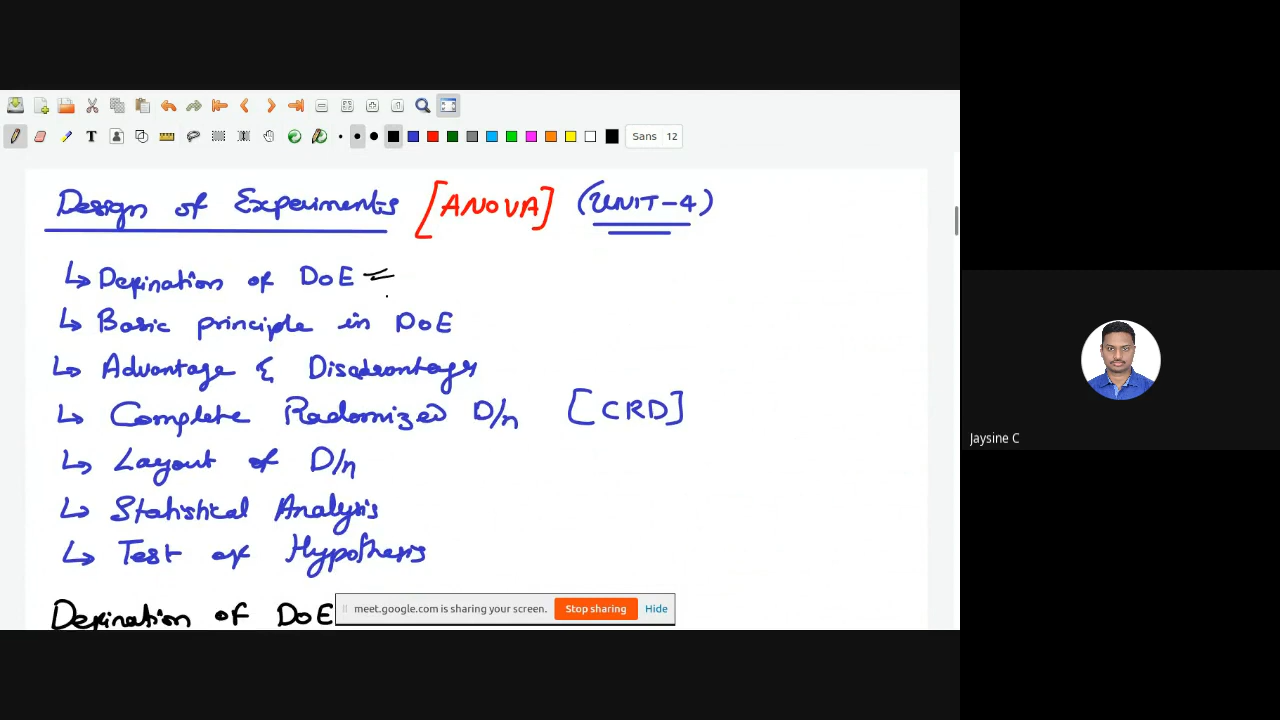 Sans 12
Design of Experiments [ANOVA] (UNIT-4)
↳ Defination of DoE
↳ Basic principle in DoE
↳ Advantage & Disadvantages
↳ Complete Radomized D/n [CRD]
↳ Layout of D/n
↳ Statistical Analysis
↳ Test of Hypothesis
Defination of DoE
meet.google.com is sharing your screen. Stop sharing Hide
Jaysine C